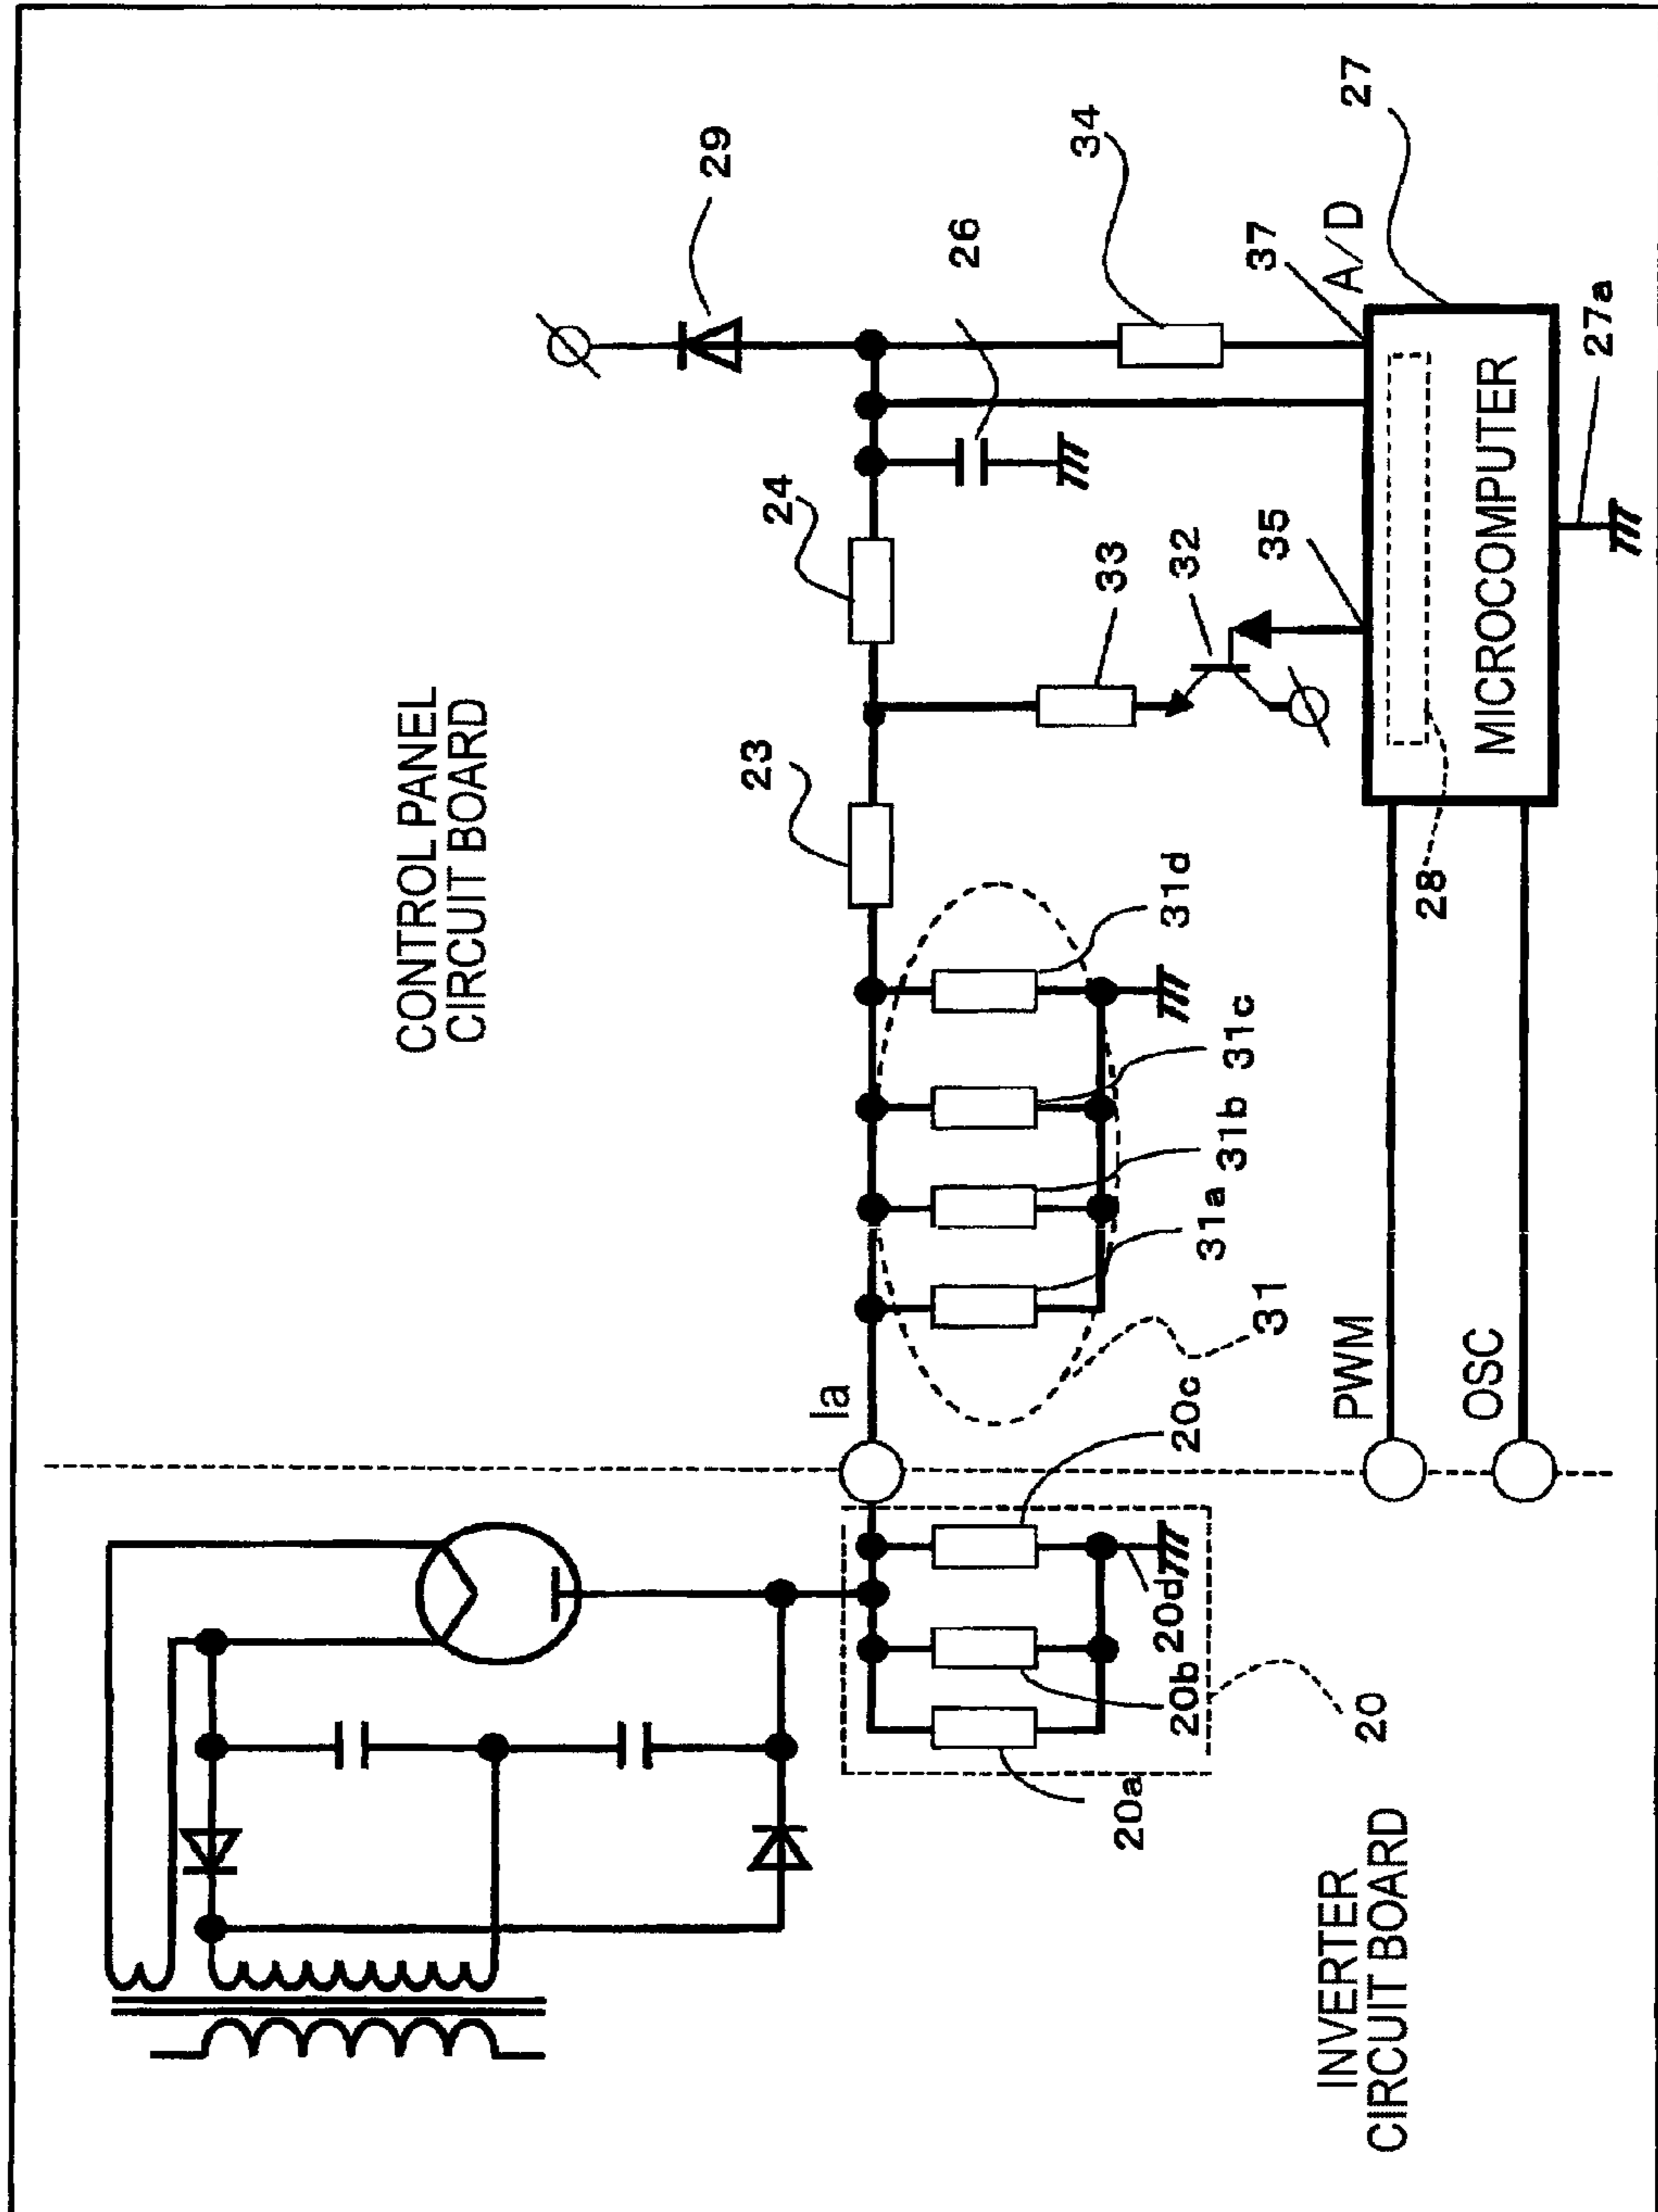 CONTROL PANEL
CIRCUIT BOARD
29
24
26
23
34
33
32
35
37
A/D
27
27a
MICROCOMPUTER
28
31d
31c
31b
31a
31
Ia
PWM
OSC
20c
20d
20b
20a
20
INVERTER
CIRCUIT BOARD